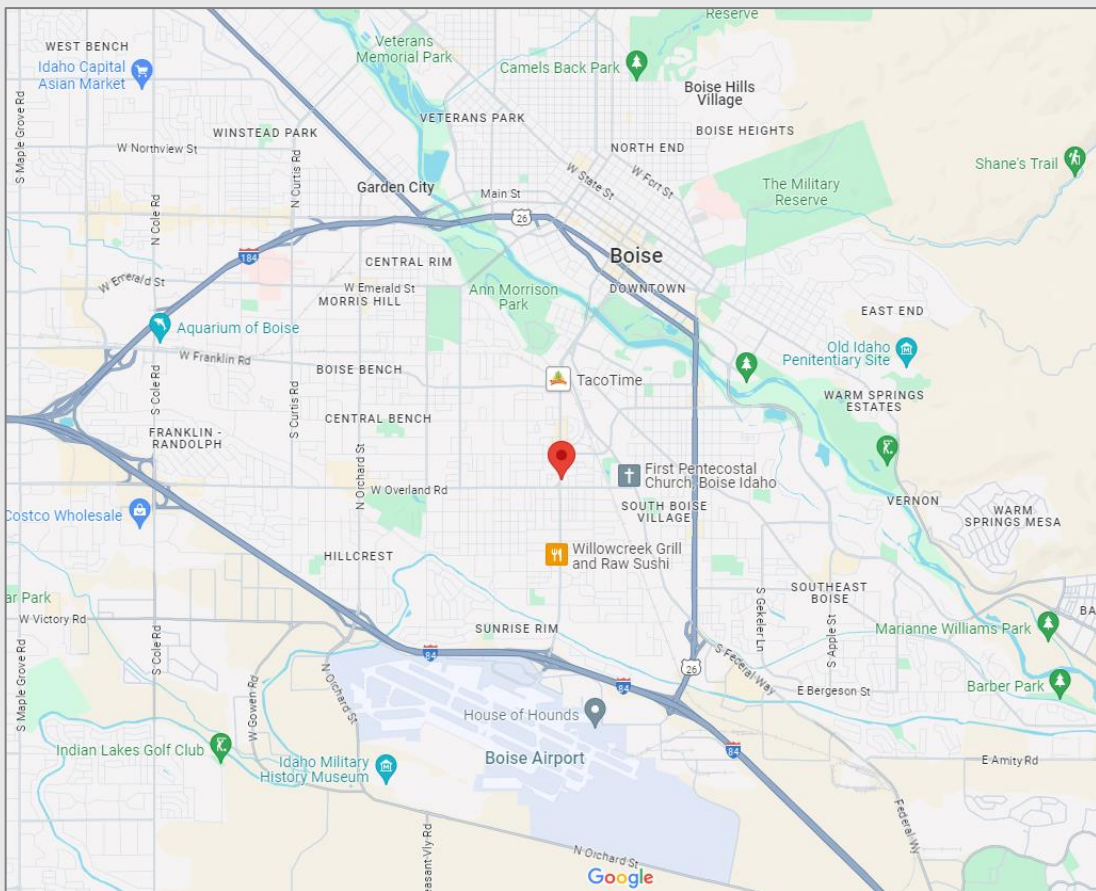 Reserve
Veterans
Memorial Park
WEST BENCH
Idaho Capital
Asian Market
Camels Back Park
Boise Hills
Village
S Maple Grove Rd
VETERANS PARK
WINSTEAD PARK
BOISE HEIGHTS
W Northview St
NORTH END
N Curtis Rd
W State St
W Fort St
Shane's Trail
Garden City
Main St
The Military
Reserve
N Cole Rd
26
184
Boise
CENTRAL RIM
W Emerald St
W Emerald St
MORRIS HILL
Ann Morrison
Park
DOWNTOWN
EAST END
Aquarium of Boise
Old Idaho
Penitentiary Site
W Franklin Rd
BOISE BENCH
TacoTime
S Cole Rd
S Curtis Rd
WARM SPRINGS
ESTATES
CENTRAL BENCH
FRANKLIN -
RANDOLPH
N Orchard St
First Pentecostal
Church, Boise Idaho
W Overland Rd
SOUTH BOISE
VILLAGE
VERNON
WARM
SPRINGS MESA
Costco Wholesale
HILLCREST
Willowcreek Grill
and Raw Sushi
SOUTHEAST
BOISE
ar Park
S Gekeler Ln
S Apple St
BA
W Victory Rd
SUNRISE RIM
Marianne Williams Park
S Maple Grove Rd
S Cole Rd
84
26
S Federal Way
N Orchard St
W Gowen Rd
84
E Bergeson St
Barber Park
House of Hounds
Indian Lakes Golf Club
Boise Airport
84
Idaho Military
History Museum
E Amity Rd
Federal Wy
easant Vly Rd
N Orchard St
Google